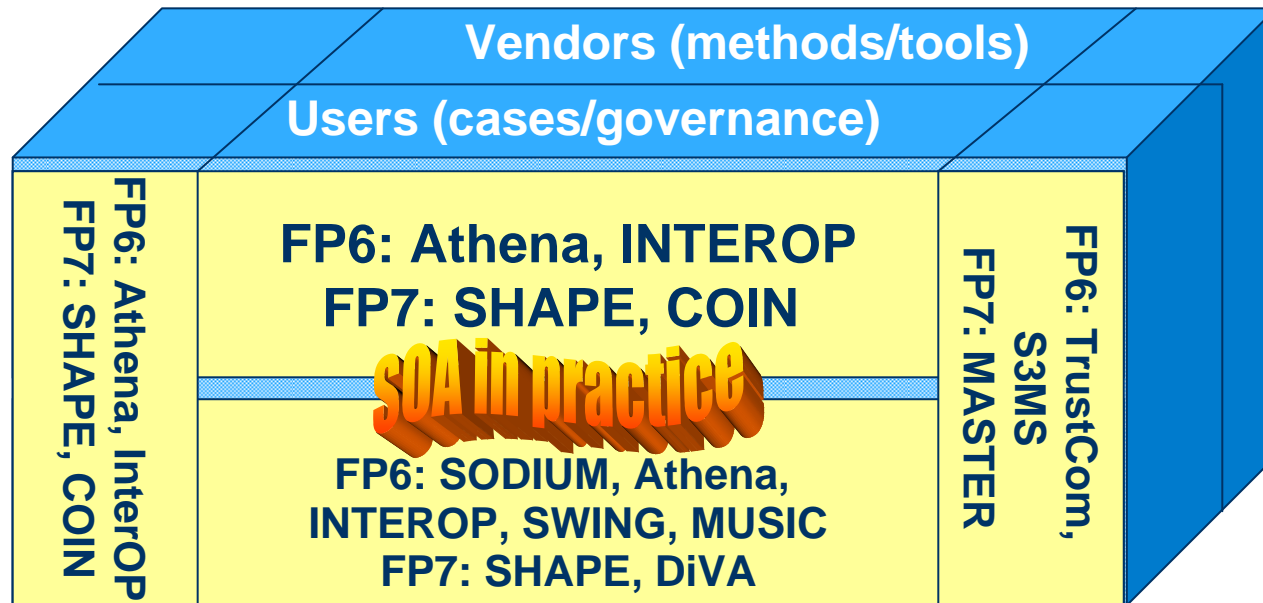 Vendors (methods/tools)
Users (cases/governance)
FP6: Athena, InterOP
FP7: SHAPE, COIN
FP6: Athena, INTEROP
FP7: SHAPE, COIN
SOA in practice
FP6: SODIUM, Athena,
INTEROP, SWING, MUSIC
FP7: SHAPE, DiVA
FP6: TrustCom,
S3MS
FP7: MASTER